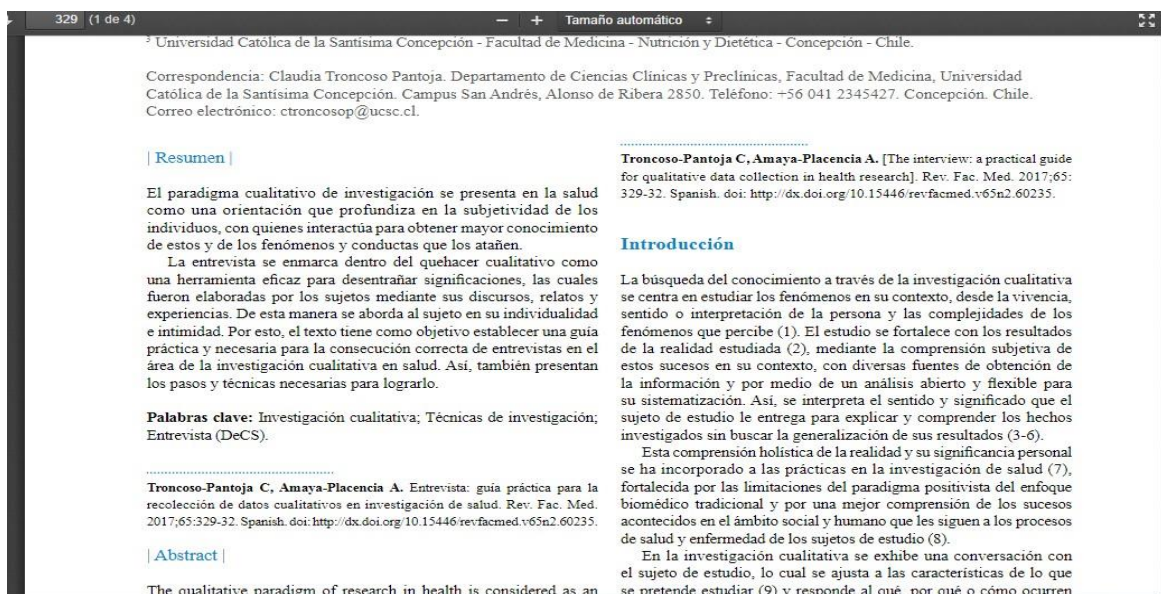 329 (1 de 4)
Tamaño automático
³ Universidad Católica de la Santísima Concepción - Facultad de Medicina - Nutrición y Dietética - Concepción - Chile.
Correspondencia: Claudia Troncoso Pantoja. Departamento de Ciencias Clínicas y Preclínicas, Facultad de Medicina, Universidad
Católica de la Santísima Concepción. Campus San Andrés, Alonso de Ribera 2850. Teléfono: +56 041 2345427. Concepción. Chile.
Correo electrónico: ctroncosop@ucsc.cl.
| Resumen |
El paradigma cualitativo de investigación se presenta en la salud
como una orientación que profundiza en la subjetividad de los
individuos, con quienes interactúa para obtener mayor conocimiento
de estos y de los fenómenos y conductas que los atañen.
La entrevista se enmarca dentro del quehacer cualitativo como
una herramienta eficaz para desentrañar significaciones, las cuales
fueron elaboradas por los sujetos mediante sus discursos, relatos y
experiencias. De esta manera se aborda al sujeto en su individualidad
e intimidad. Por esto, el texto tiene como objetivo establecer una guía
práctica y necesaria para la consecución correcta de entrevistas en el
área de la investigación cualitativa en salud. Así, también presentan
los pasos y técnicas necesarias para lograrlo.
Palabras clave: Investigación cualitativa; Técnicas de investigación;
Entrevista (DeCS).
Troncoso-Pantoja C, Amaya-Placencia A. Entrevista: guía práctica para la
recolección de datos cualitativos en investigación de salud. Rev. Fac. Med.
2017;65:329-32. Spanish. doi: http://dx.doi.org/10.15446/revfacmed.v65n2.60235.
| Abstract |
The qualitative paradigm of research in health is considered as an
Troncoso-Pantoja C, Amaya-Placencia A. [The interview: a practical guide
for qualitative data collection in health research]. Rev. Fac. Med. 2017;65:
329-32. Spanish. doi: http://dx.doi.org/10.15446/revfacmed.v65n2.60235.
Introducción
La búsqueda del conocimiento a través de la investigación cualitativa
se centra en estudiar los fenómenos en su contexto, desde la vivencia,
sentido o interpretación de la persona y las complejidades de los
fenómenos que percibe (1). El estudio se fortalece con los resultados
de la realidad estudiada (2), mediante la comprensión subjetiva de
estos sucesos en su contexto, con diversas fuentes de obtención de
la información y por medio de un análisis abierto y flexible para
su sistematización. Así, se interpreta el sentido y significado que el
sujeto de estudio le entrega para explicar y comprender los hechos
investigados sin buscar la generalización de sus resultados (3-6).
Esta comprensión holística de la realidad y su significancia personal
se ha incorporado a las prácticas en la investigación de salud (7),
fortalecida por las limitaciones del paradigma positivista del enfoque
biomédico tradicional y por una mejor comprensión de los sucesos
acontecidos en el ámbito social y humano que les siguen a los procesos
de salud y enfermedad de los sujetos de estudio (8).
En la investigación cualitativa se exhibe una conversación con
el sujeto de estudio, lo cual se ajusta a las características de lo que
se pretende estudiar (9) y responde al qué, por qué o cómo ocurren